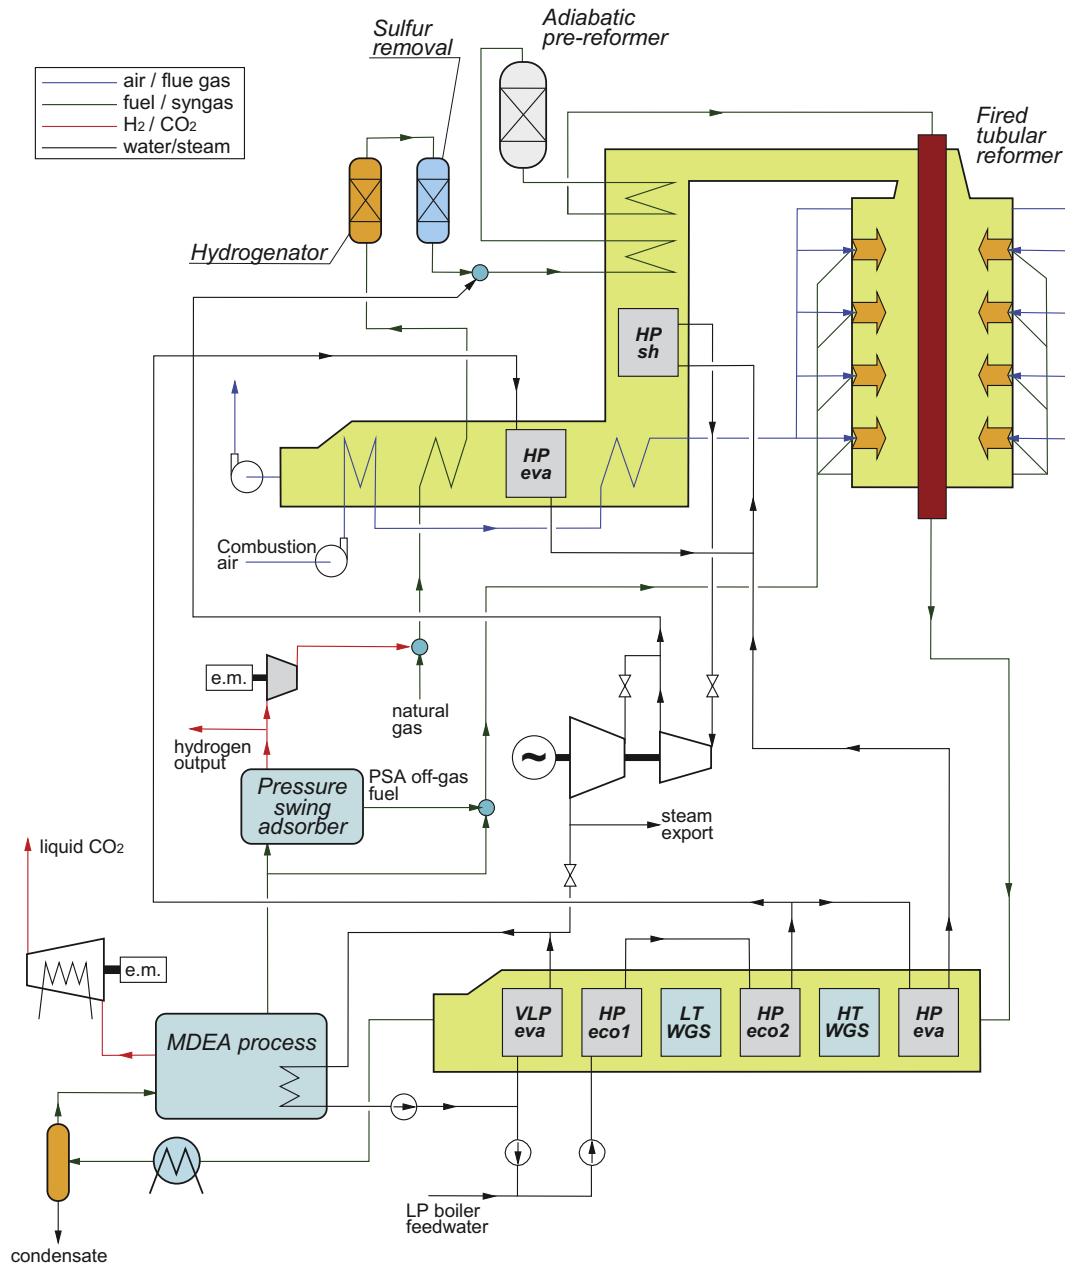 Adiabatic
pre-reformer
Sulfur
removal
air / flue gas
fuel / syngas
H2 / CO2
water/steam
Fired
tubular
reformer
Hydrogenator
HP
sh
HP
eva
Combustion
air
e.m.
natural
gas
hydrogen
output
~
Pressure
swing
adsorber
PSA off-gas
fuel
steam
export
liquid CO2
e.m.
VLP
eva
HP
eco1
LT
WGS
HP
eco2
HT
WGS
HP
eva
MDEA process
LP boiler
feedwater
condensate